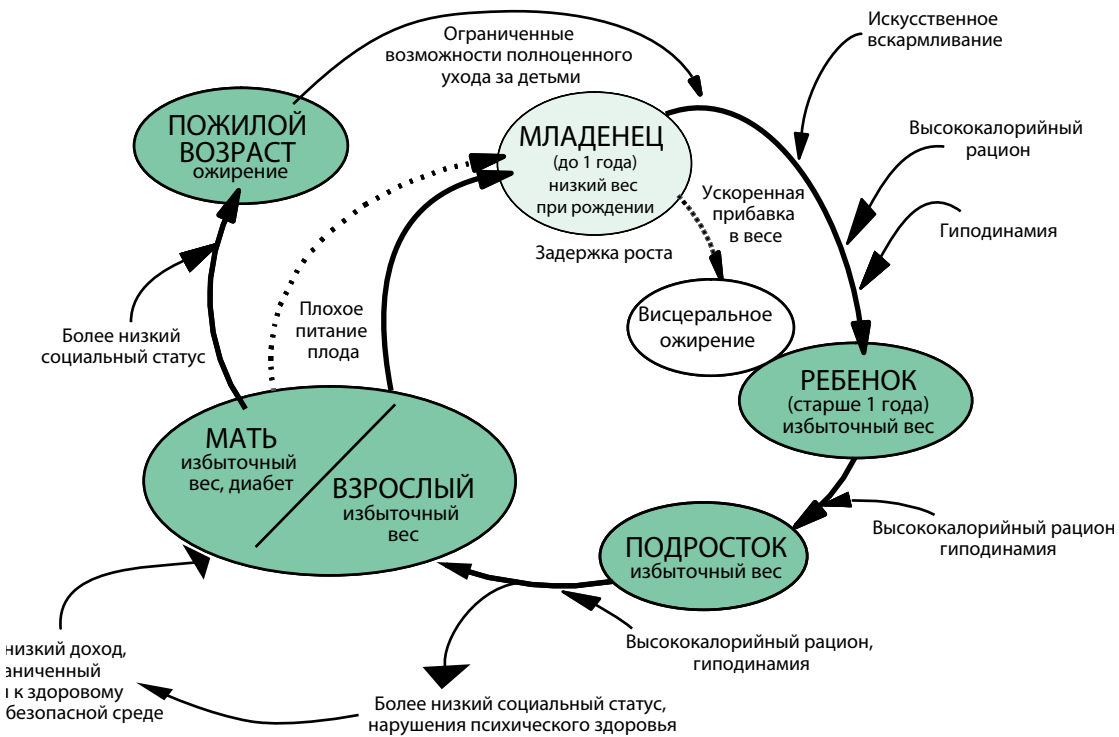 Ограниченные
возможности полноценного
ухода за детьми
Искусственное
вскармливание
ПОЖИЛОЙ
ВОЗРАСТ
ожирение
МЛАДЕНЕЦ
(до 1 года)
низкий вес
при рождении
Высококалорийный
рацион
Ускоренная
прибавка
в весе
Гиподинамия
Задержка роста
Висцеральное
ожирение
Плохое
питание
плода
Более низкий
социальный статус
РЕБЕНОК
(старше 1 года)
избыточный вес
МАТЬ
избыточный
вес, диабет
ВЗРОСЛЫЙ
избыточный
вес
Высококалорийный рацион
гиподинамия
ПОДРОСТОК
избыточный вес
Высококалорийный рацион,
гиподинамия
низкий доход,
к здоровому
безопасной среде
Более низкий социальный статус,
нарушения психического здоровья